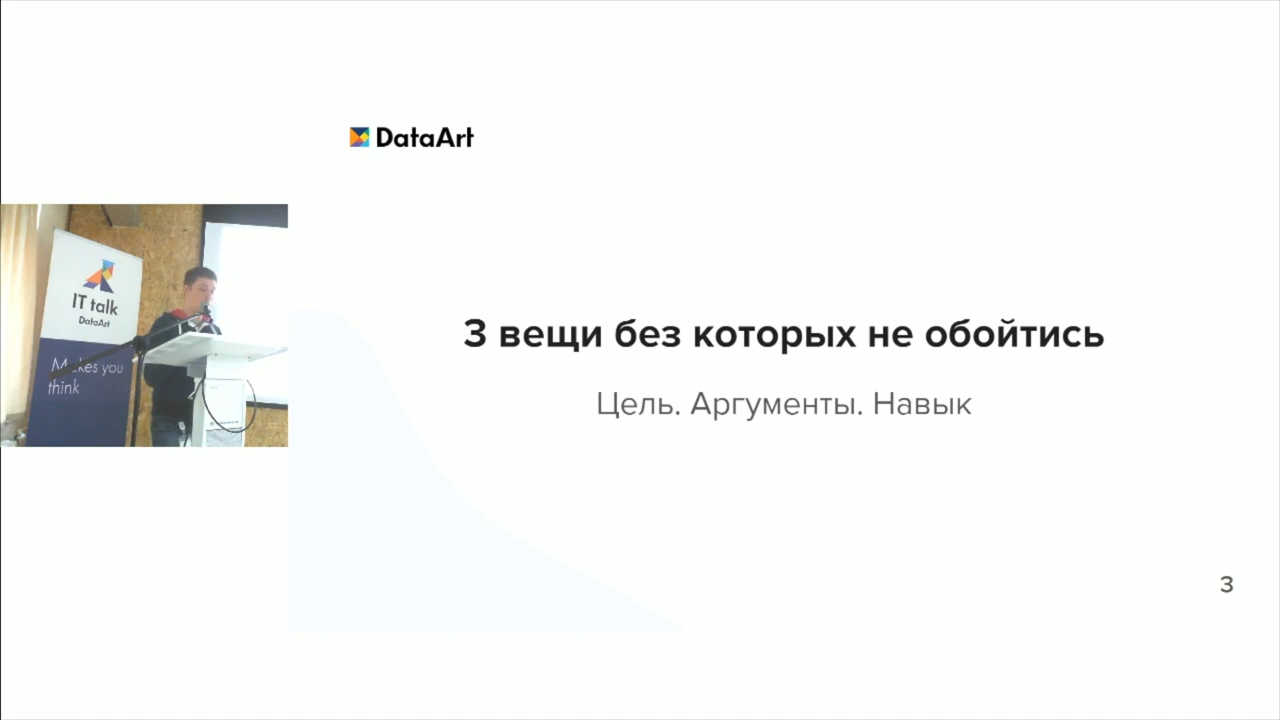 DataArt
IT talk
DataArt
Makes you
think
3 вещи без которых не обойтись
Цель. Аргументы. Навык
3